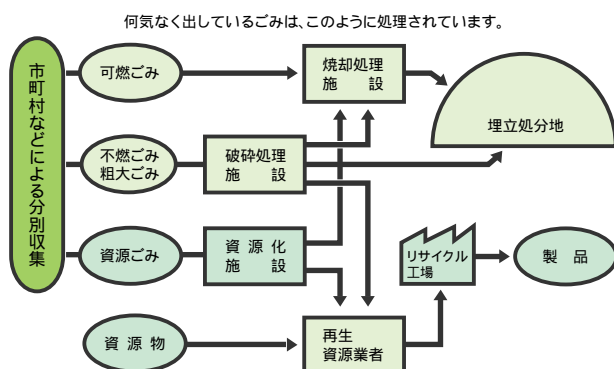 何気なく出しているごみは、このように処理されています。
市町村などによる分別収集
可燃ごみ
焼却処理
施設
埋立処分地
不燃ごみ
粗大ごみ
破砕処理
施設
資源ごみ
資源化
施設
リサイクル
工場
製品
資源物
再生
資源業者